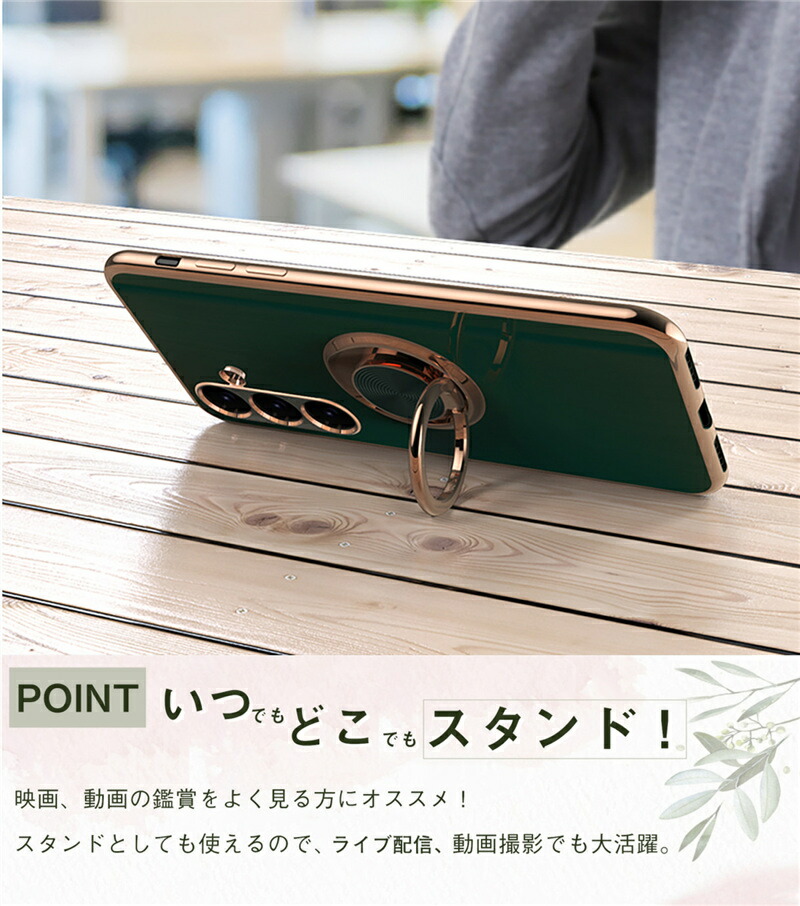 POINT いつでもどこでもスタンド！
映画、動画の鑑賞をよく見る方にオススメ！
スタンドとしても使えるので、ライブ配信、動画撮影でも大活躍。